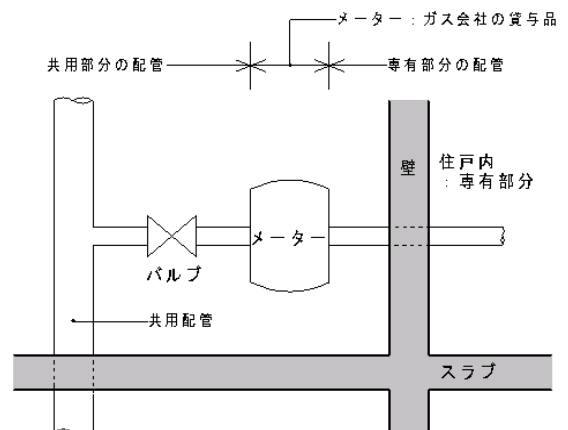 メーター：ガス会社の貸与品
共用部分の配管
専有部分の配管
壁
住戸内
：専有部分
メーター
バルブ
共用配管
スラブ